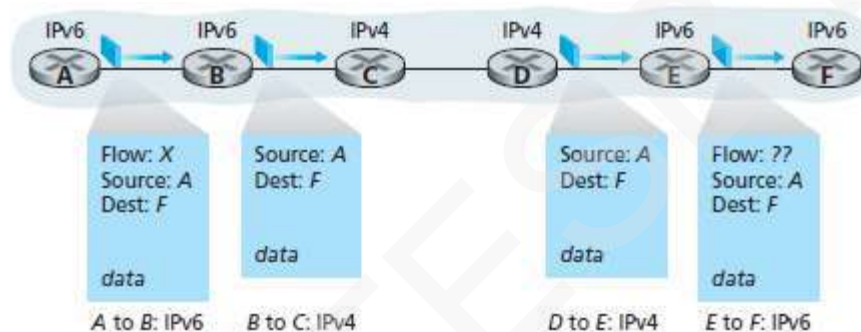 IPv6 IPv6 IPv4 IPv4 IPv6 IPv6
A B C D E F
Flow: X
Source: A
Dest: F
data
Source: A
Dest: F
data
Source: A
Dest: F
data
Flow: ??
Source: A
Dest: F
data
A to B: IPv6 B to C: IPv4 D to E: IPv4 E to F: IPv6